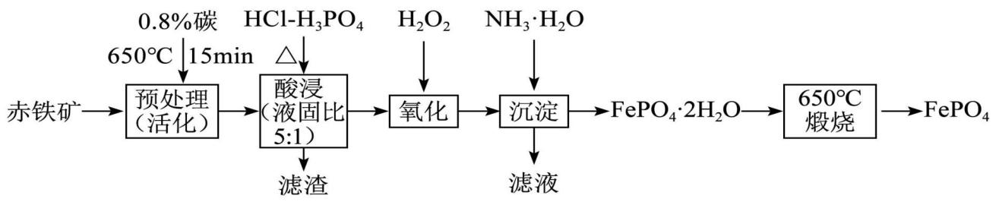 0.8%碳
HCl-H₃PO₄
H₂O₂
NH₃·H₂O
650℃
15min
△
赤铁矿
预处理
(活化)
酸浸
(液固比
5:1)
氧化
沉淀
FePO₄·2H₂O
650℃
煅烧
FePO₄
滤渣
滤液